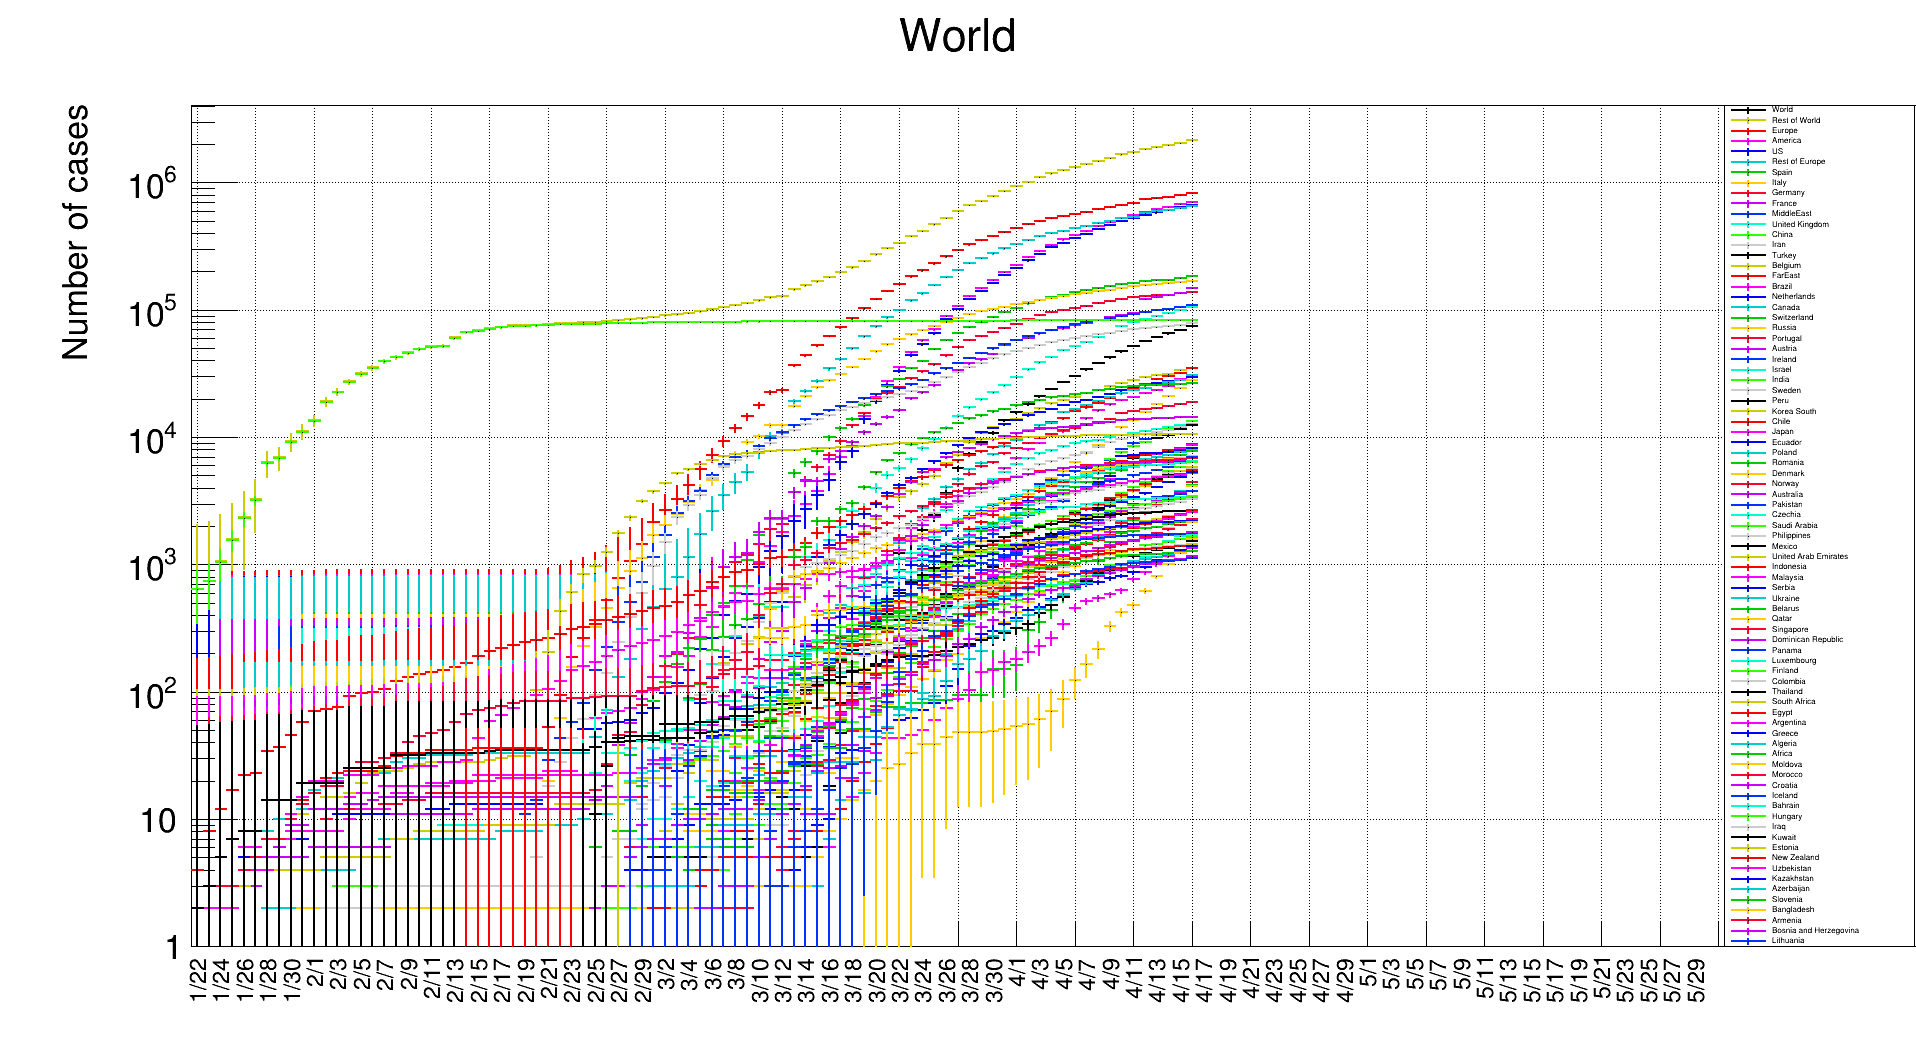 World
Number of cases
10^6
10^5
10^4
10^3
10^2
10
1
1/22 1/24 1/26 1/28 1/30 2/1 2/3 2/5 2/7 2/9 2/11 2/13 2/15 2/17 2/19 2/21 2/23 2/25 2/27 2/29 3/2 3/4 3/6 3/8 3/10 3/12 3/14 3/16 3/18 3/20 3/22 3/24 3/26 3/28 3/30 4/1 4/3 4/5 4/7 4/9 4/11 4/13 4/15 4/17 4/21 4/23 4/25 4/27 4/29 5/1 5/3 5/5 5/7 5/9 5/11 5/13 5/15 5/17 5/19 5/21 5/23 5/25 5/27 5/29
World
Rest of World
Europe
America
US
Rest of Europe
Spain
Italy
Germany
France
MiddleEast
United Kingdom
China
Iran
Turkey
Belgium
FarEast
Brazil
Netherlands
Canada
Switzerland
Russia
Portugal
Austria
Ireland
Israel
India
Sweden
Peru
Korea South
Chile
Japan
Ecuador
Poland
Romania
Denmark
Norway
Australia
Pakistan
Czechia
Saudi Arabia
Philippines
Mexico
United Arab Emirates
Indonesia
Malaysia
Serbia
Ukraine
Belarus
Qatar
Singapore
Dominican Republic
Panama
Luxembourg
Finland
Colombia
Thailand
South Africa
Egypt
Argentina
Greece
Algeria
Africa
Moldova
Morocco
Croatia
Iceland
Bahrain
Hungary
Iraq
Kuwait
Estonia
New Zealand
Uzbekistan
Kazakhstan
Azerbaijan
Slovenia
Bangladesh
Armenia
Bosnia and Herzegovina
Lithuania